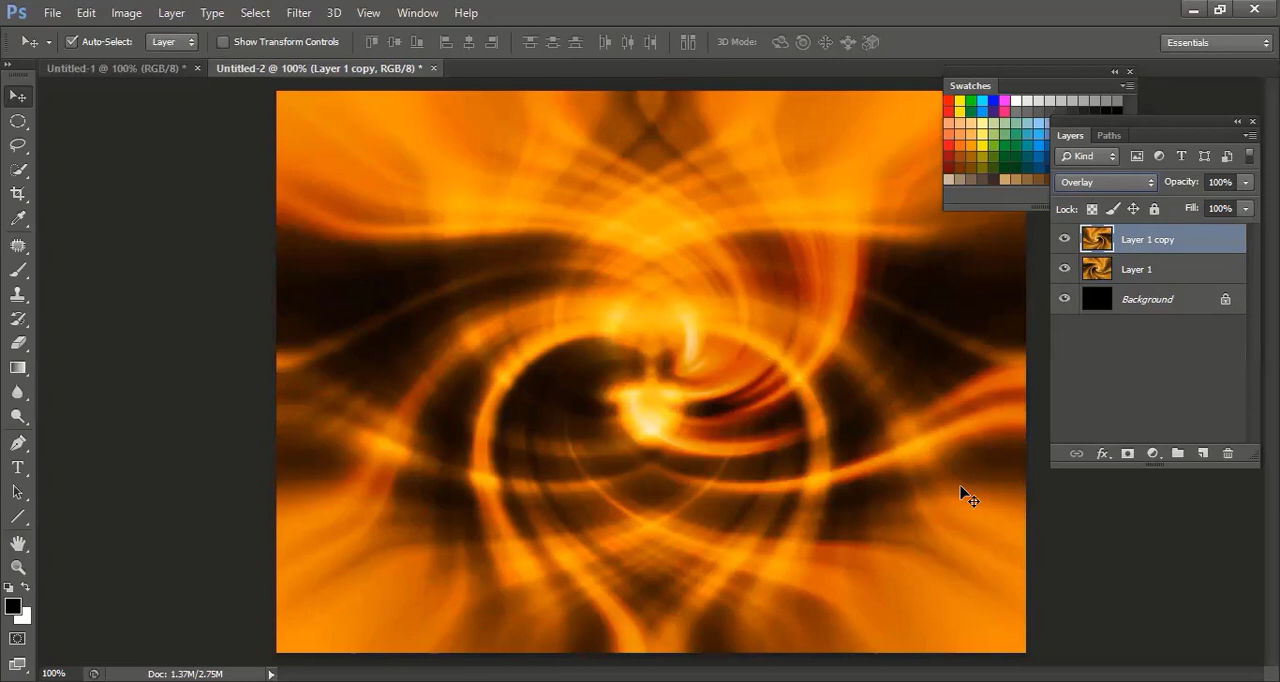 Ps File Edit Image Layer Type Select Filter 3D View Window Help
Auto-Select: Layer Show Transform Controls 3D Mode: Essentials
Untitled-1 @ 100% (RGB/8) * × Untitled-2 @ 100% (Layer 1 copy, RGB/8) * ×
Swatches
Layers Paths
Kind
Overlay Opacity: 100%
Lock: Fill: 100%
Layer 1 copy
Layer 1
Background
fx.
100% Doc: 1.37M/2.75M